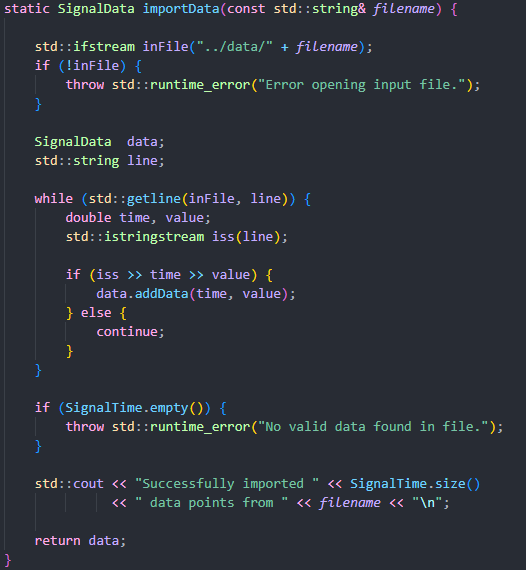 static SignalData importData(const std::string& filename) {
std::ifstream inFile("../data/" + filename);
if (!inFile) {
throw std::runtime_error("Error opening input file.");
}
SignalData  data;
std::string line;
while (std::getline(inFile, line)) {
double time, value;
std::istringstream iss(line);
if (iss >> time >> value) {
data.addData(time, value);
} else {
continue;
}
}
if (SignalTime.empty()) {
throw std::runtime_error("No valid data found in file.");
}
std::cout << "Successfully imported " << SignalTime.size()
<< " data points from " << filename << "\n";
return data;
}